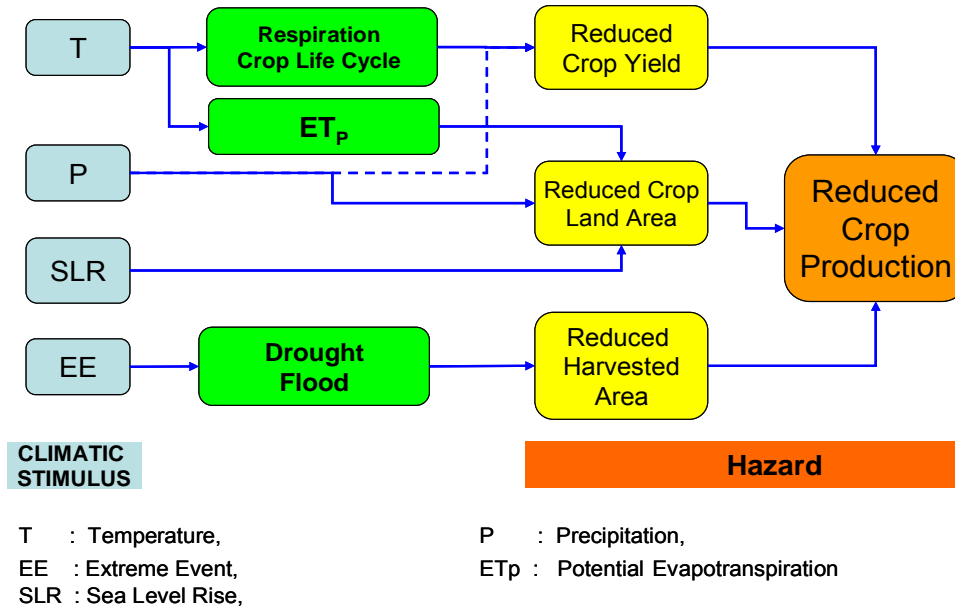 T
Respiration
Crop Life Cycle
Reduced
Crop Yield
ETP
P
Reduced Crop
Land Area
Reduced
Crop
Production
SLR
EE
Drought
Flood
Reduced
Harvested
Area
CLIMATIC
STIMULUS
Hazard
T : Temperature,
P : Precipitation,
EE : Extreme Event,
ETp : Potential Evapotranspiration
SLR : Sea Level Rise,